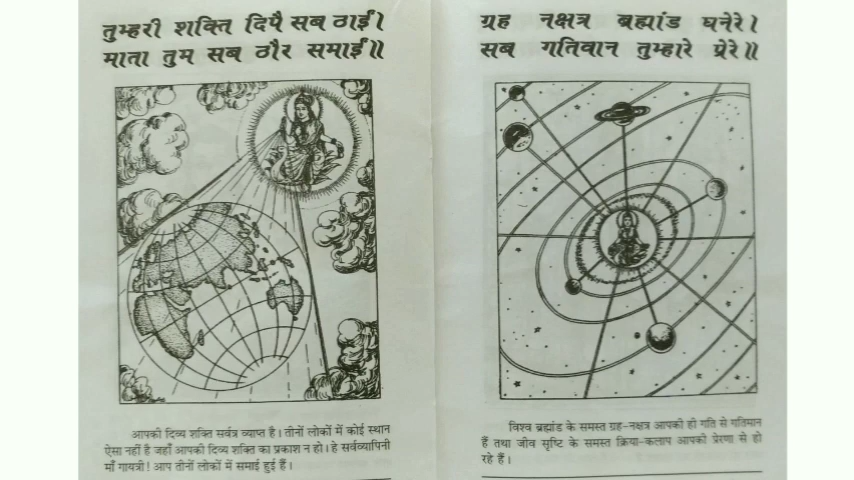 तुम्हरी शक्ति दिपै सब ठाईं।
माता तुम सब ठौर समाईं॥
आपकी दिव्य शक्ति सर्वत्र व्याप्त है। तीनों लोकों में कोई स्थान
ऐसा नहीं है जहाँ आपकी दिव्य शक्ति का प्रकाश न हो। हे सर्वव्यापिनी
माँ गायत्री! आप तीनों लोकों में समाई हुई हैं।
ग्रह नक्षत्र ब्रह्मांड घनेरे।
सब गतिवान तुम्हारे प्रेरे॥
विश्व ब्रह्मांड के समस्त ग्रह-नक्षत्र आपकी ही गति से गतिमान
हैं तथा जीव सृष्टि के समस्त क्रिया-कलाप आपकी प्रेरणा से हो
रहे हैं।